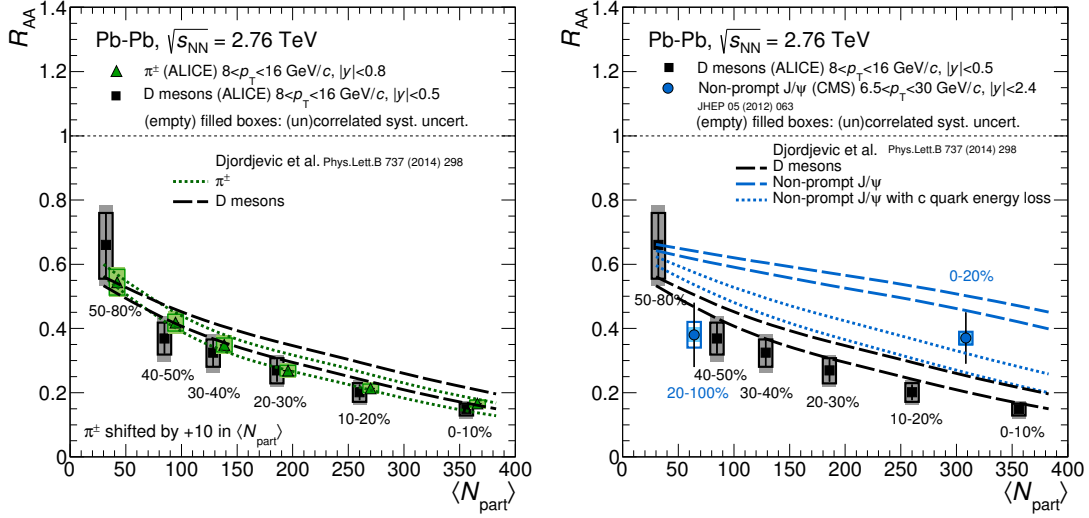 R_AA
1.4
1.2
1
0.8
0.6
0.4
0.2
0
Pb-Pb, √s_NN = 2.76 TeV
π± (ALICE) 8<p_T<16 GeV/c, |y|<0.8
D mesons (ALICE) 8<p_T<16 GeV/c, |y|<0.5
(empty) filled boxes: (un)correlated syst. uncert.
Djordjevic et al. Phys.Lett.B 737 (2014) 298
π±
D mesons
50-80%
40-50%
30-40%
20-30%
10-20%
0-10%
π± shifted by +10 in ⟨N_part⟩
0 50 100 150 200 250 300 350 400
⟨N_part⟩
R_AA
1.4
1.2
1
0.8
0.6
0.4
0.2
0
Pb-Pb, √s_NN = 2.76 TeV
D mesons (ALICE) 8<p_T<16 GeV/c, |y|<0.5
Non-prompt J/ψ (CMS) 6.5<p_T<30 GeV/c, |y|<2.4
JHEP 05 (2012) 063
(empty) filled boxes: (un)correlated syst. uncert.
Djordjevic et al. Phys.Lett.B 737 (2014) 298
D mesons
Non-prompt J/ψ
Non-prompt J/ψ with c quark energy loss
0-20%
50-80%
20-100%
40-50%
30-40%
20-30%
10-20%
0-10%
0 50 100 150 200 250 300 350 400
⟨N_part⟩